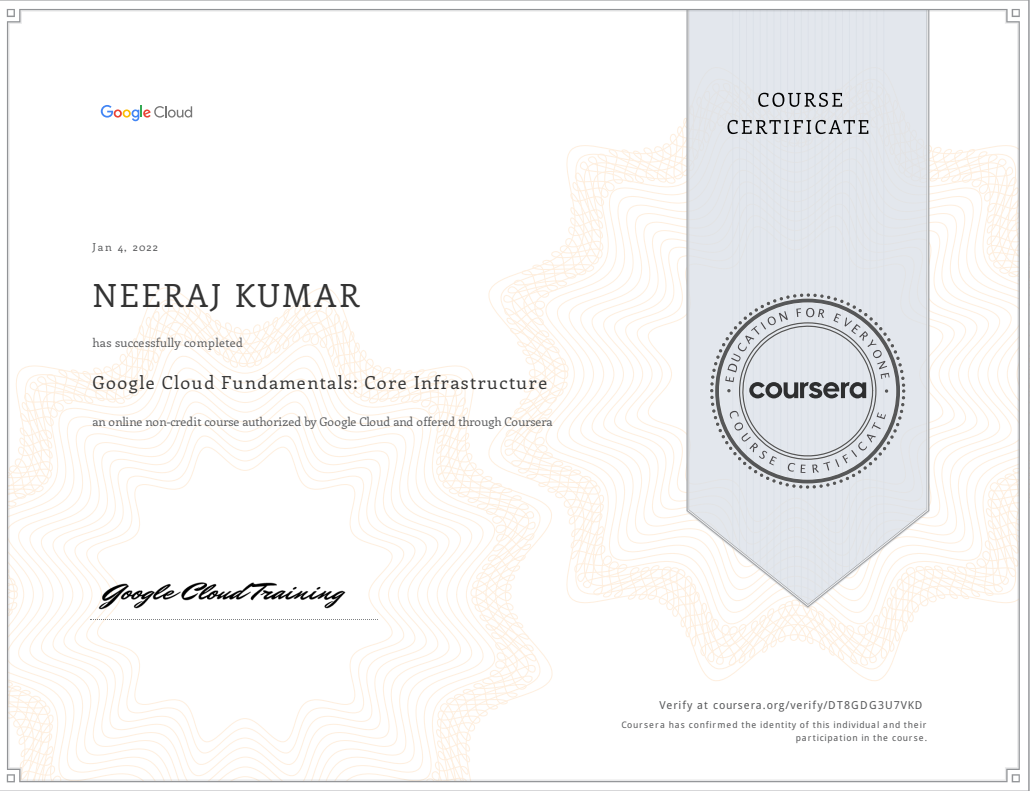 Google Cloud
COURSE
CERTIFICATE
Jan 4, 2022
NEERAJ KUMAR
has successfully completed
Google Cloud Fundamentals: Core Infrastructure
an online non-credit course authorized by Google Cloud and offered through Coursera
EDUCATION FOR EVERYONE
coursera
COURSE CERTIFICATE
Google Cloud Training
Verify at coursera.org/verify/DT8GDG3U7VKD
Coursera has confirmed the identity of this individual and their
participation in the course.